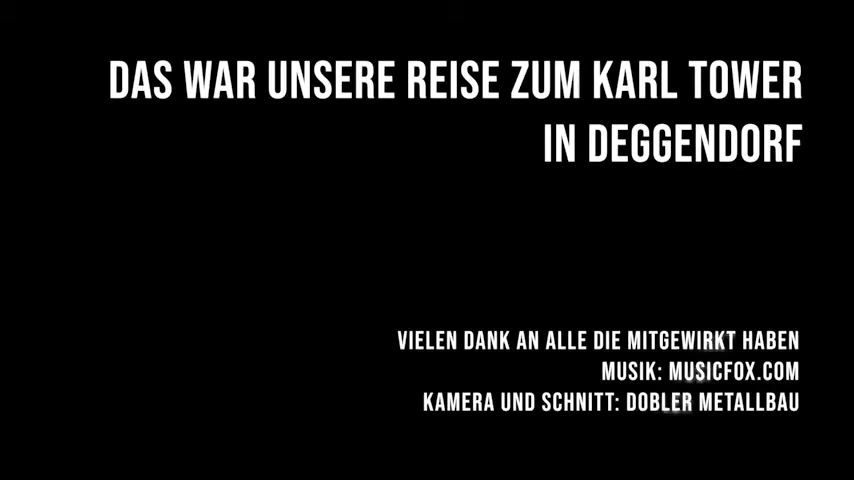 DAS WAR UNSERE REISE ZUM KARL TOWER
IN DEGGENDORF
VIELEN DANK AN ALLE DIE MITGEWIRKT HABEN
MUSIK: MUSICFOX.COM
KAMERA UND SCHNITT: DOBLER METALLBAU